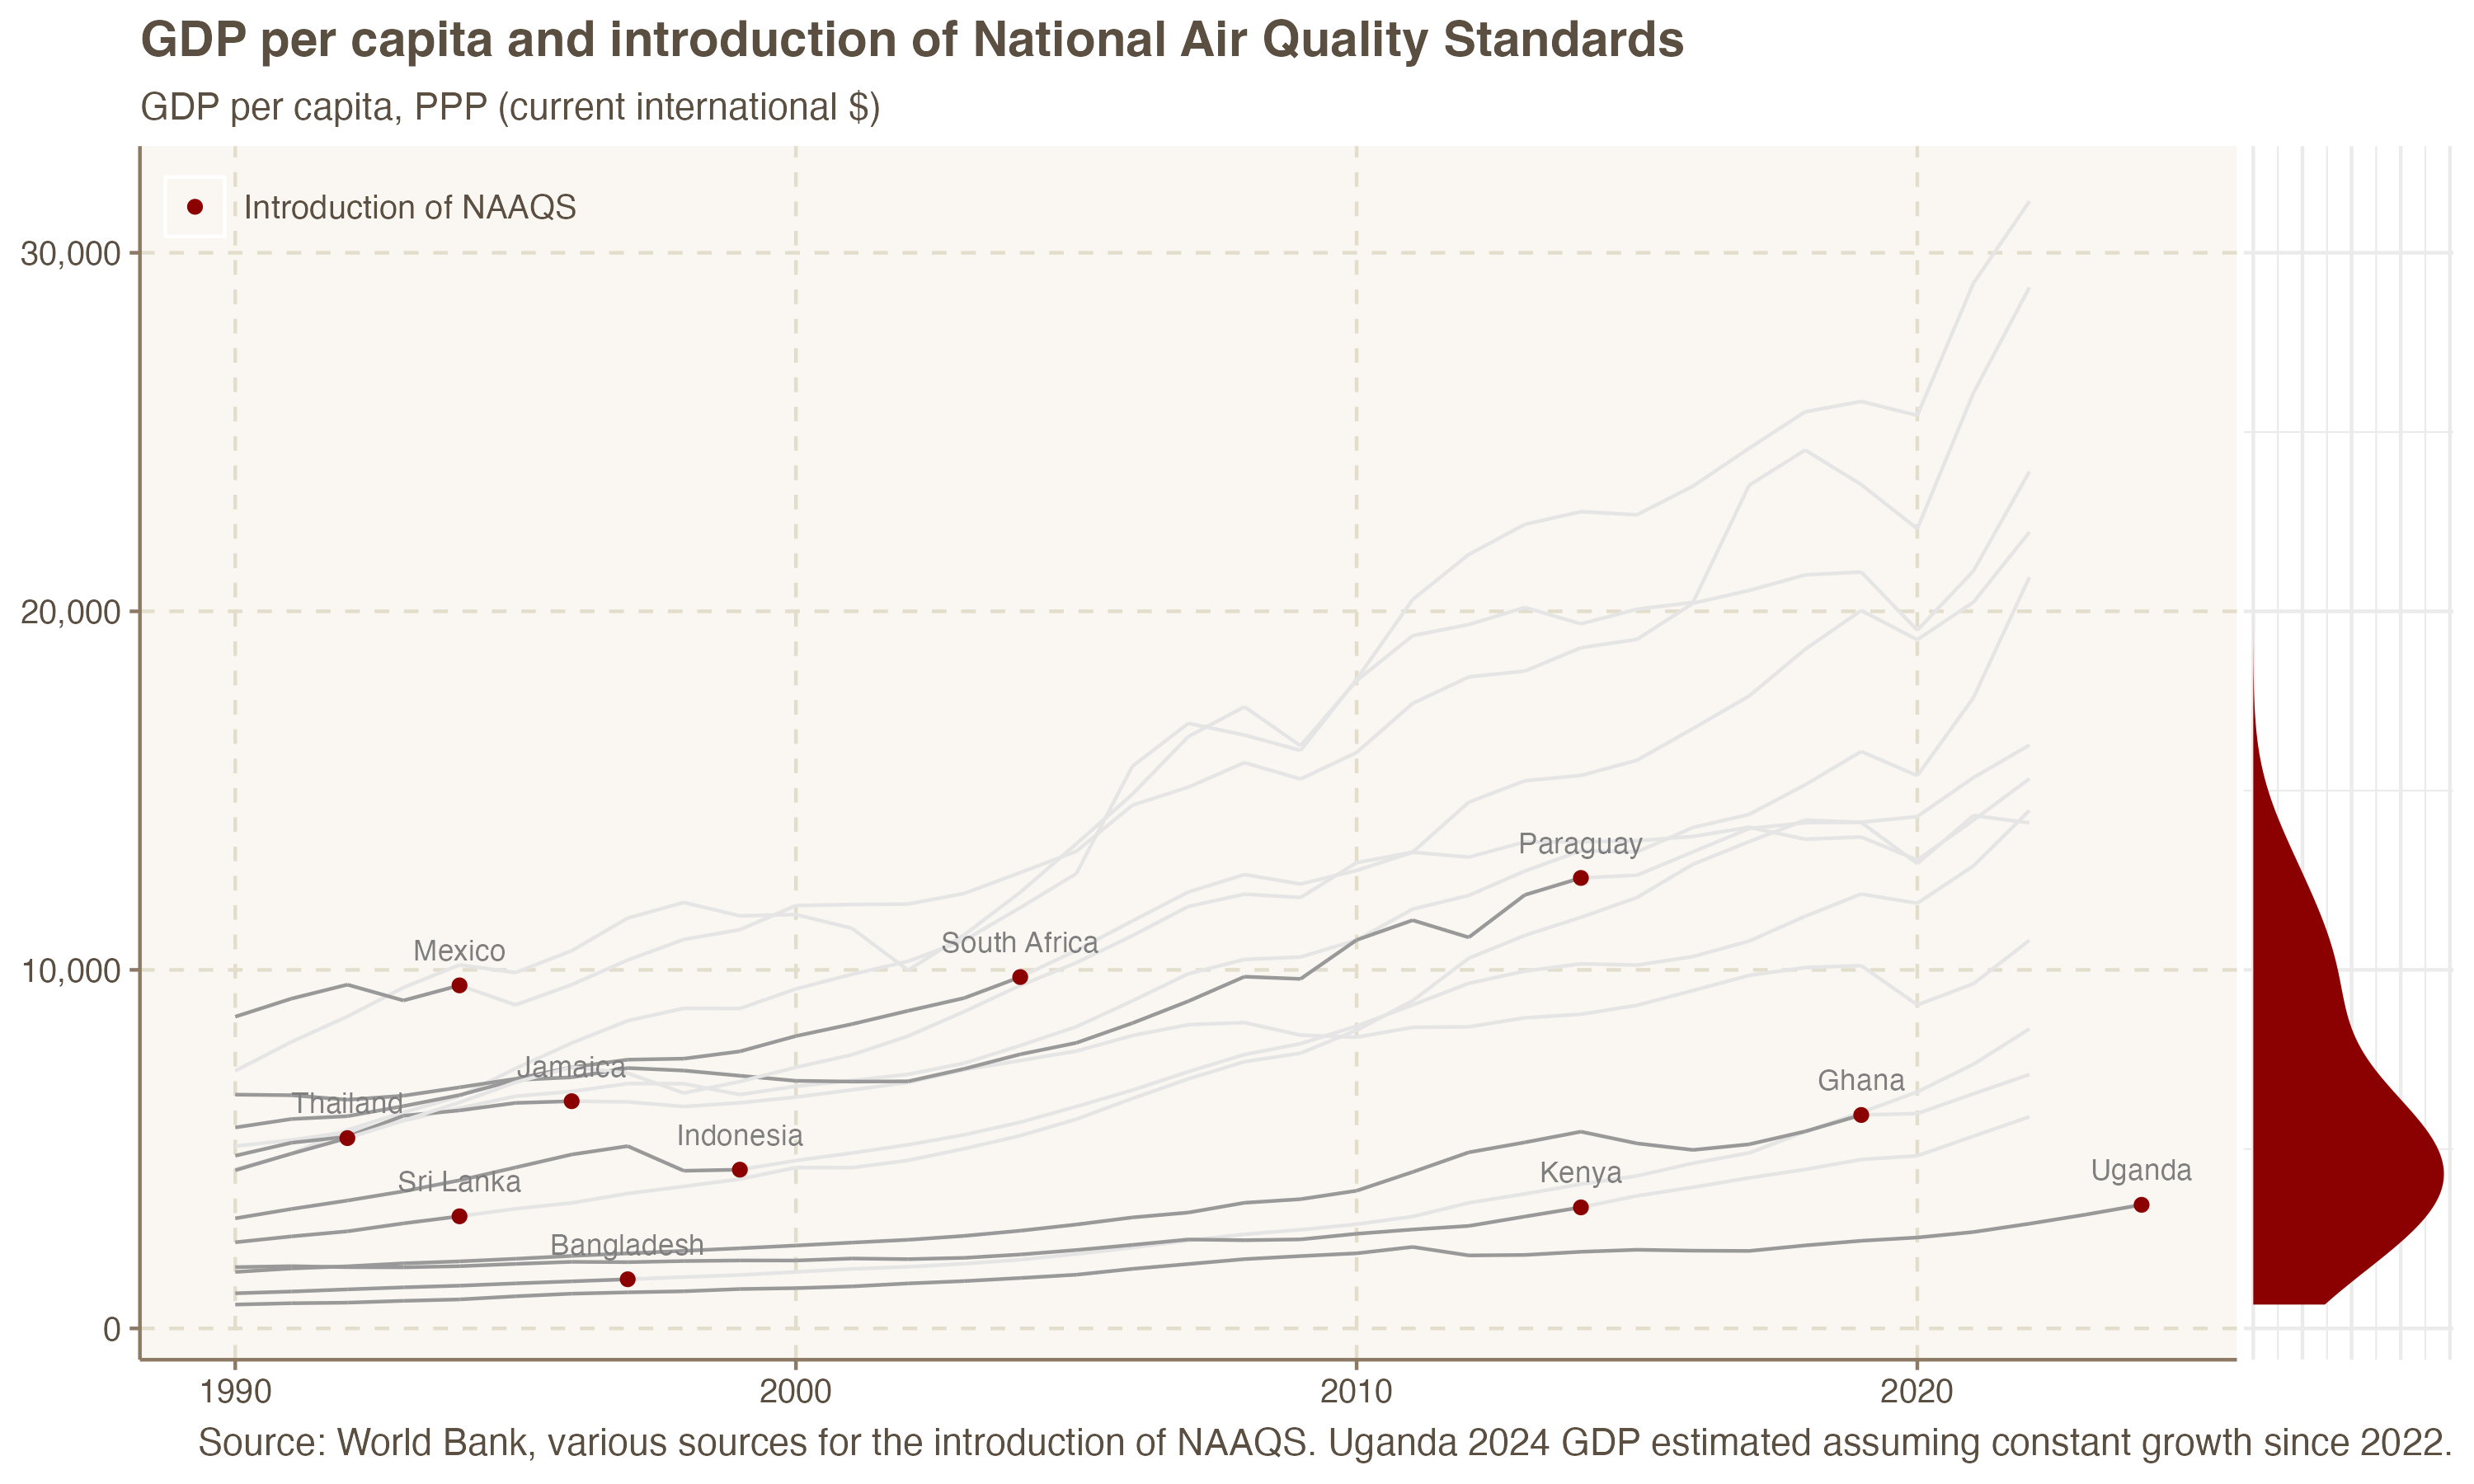 GDP per capita and introduction of National Air Quality Standards
GDP per capita, PPP (current international $)
Introduction of NAAQS
30,000
20,000
10,000
0
Paraguay
South Africa
Mexico
Jamaica
Ghana
Thailand
Indonesia
Kenya
Uganda
Sri Lanka
Bangladesh
1990 2000 2010 2020
Source: World Bank, various sources for the introduction of NAAQS. Uganda 2024 GDP estimated assuming constant growth since 2022.